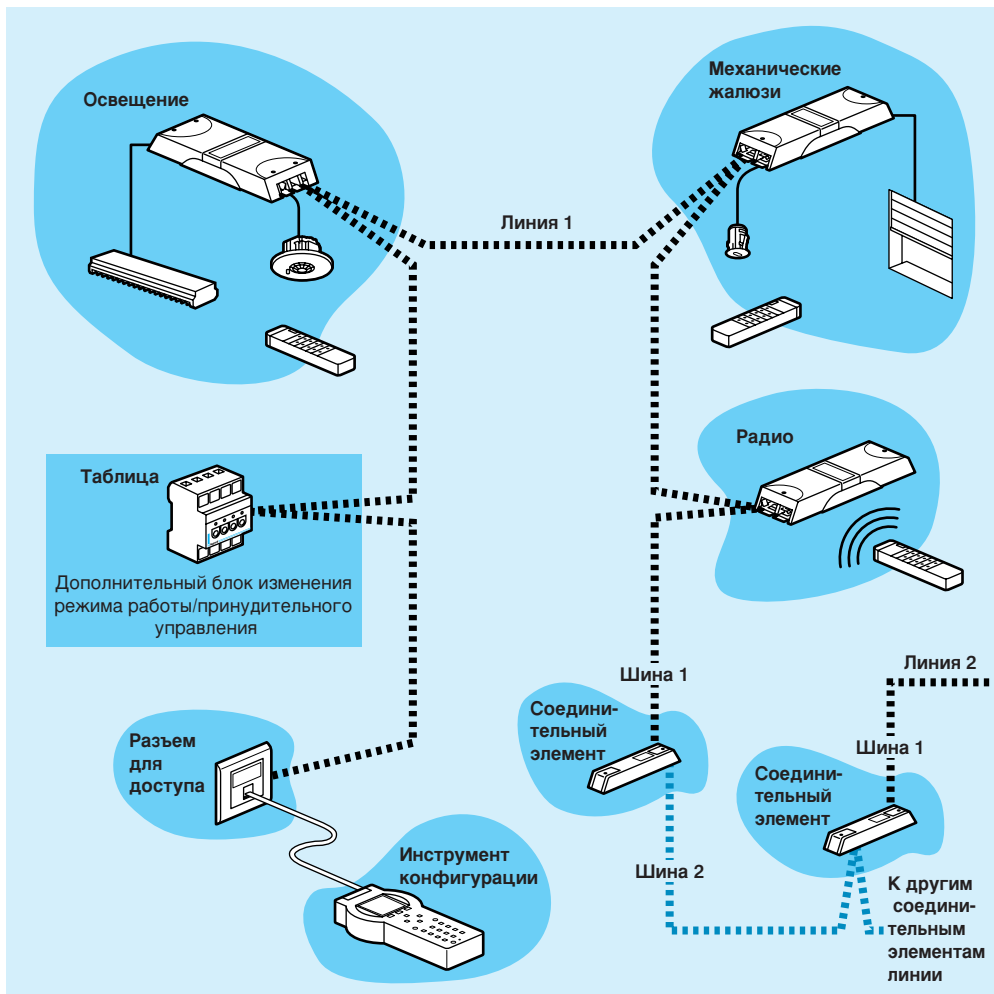 Освещение
Механические
жалюзи
Линия 1
Радио
Таблица
Дополнительный блок изменения
режима работы/принудительного
управления
Шина 1
Линия 2
Соедини-
тельный
элемент
Разъем
для
доступа
Шина 1
Соедини-
тельный
элемент
Инструмент
конфигурации
Шина 2
К другим
соедини-
тельным
элементам
линии